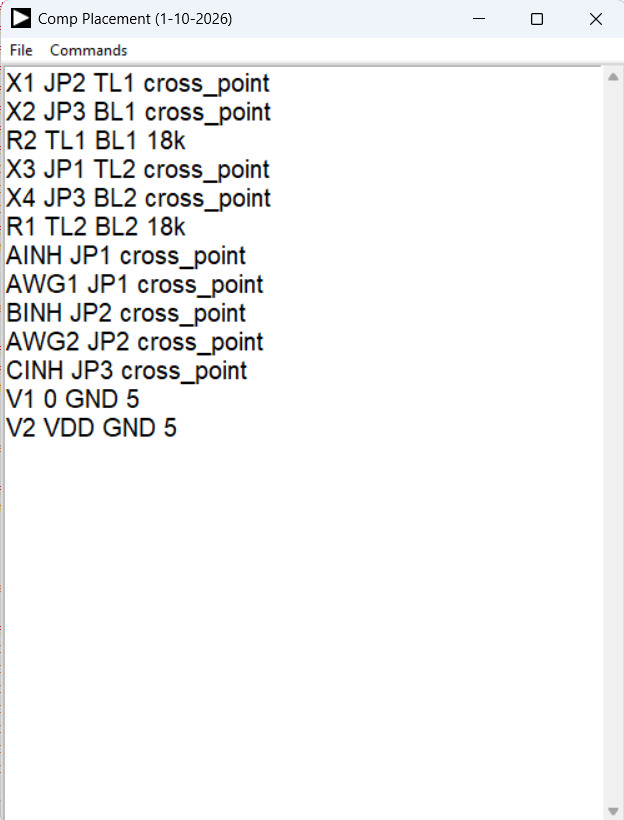 Comp Placement (1-10-2026)
File Commands
X1 JP2 TL1 cross_point
X2 JP3 BL1 cross_point
R2 TL1 BL1 18k
X3 JP1 TL2 cross_point
X4 JP3 BL2 cross_point
R1 TL2 BL2 18k
AINH JP1 cross_point
AWG1 JP1 cross_point
BINH JP2 cross_point
AWG2 JP2 cross_point
CINH JP3 cross_point
V1 0 GND 5
V2 VDD GND 5